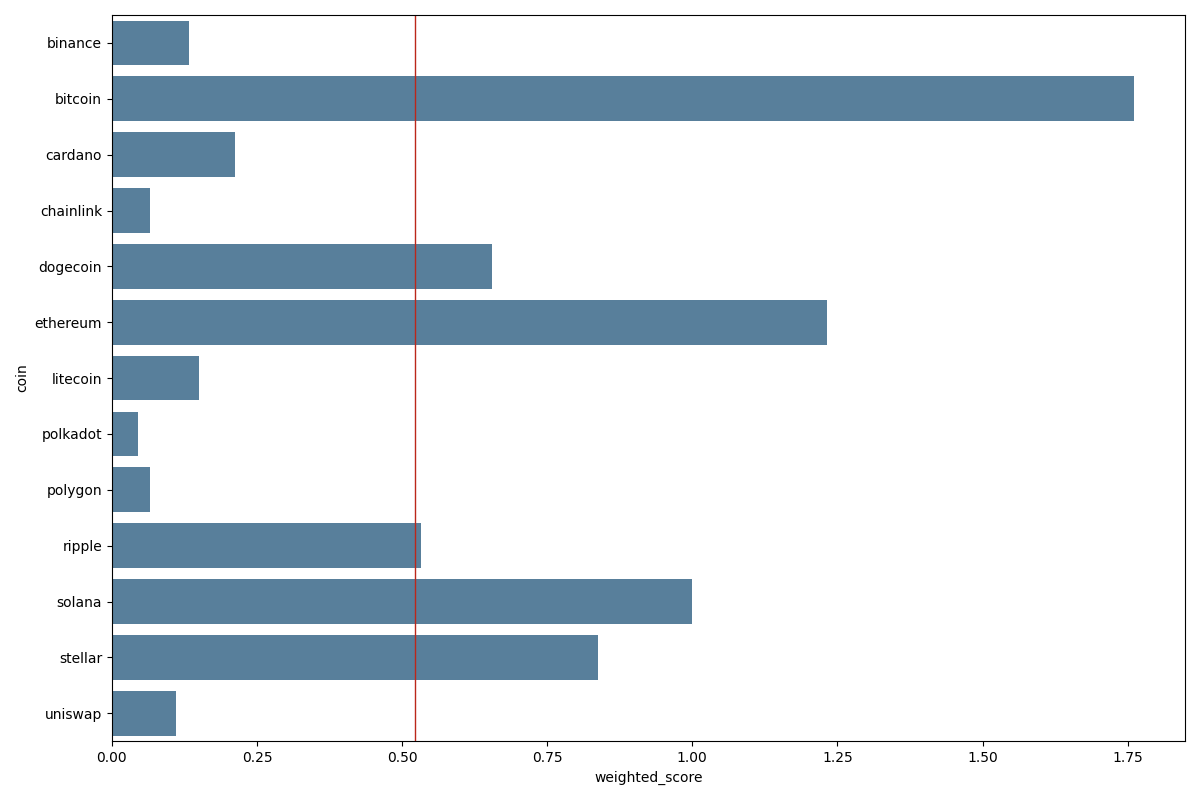 binance
bitcoin
cardano
chainlink
dogecoin
ethereum
litecoin
polkadot
polygon
ripple
solana
stellar
uniswap
coin
0.00 0.25 0.50 0.75 1.00 1.25 1.50 1.75
weighted_score